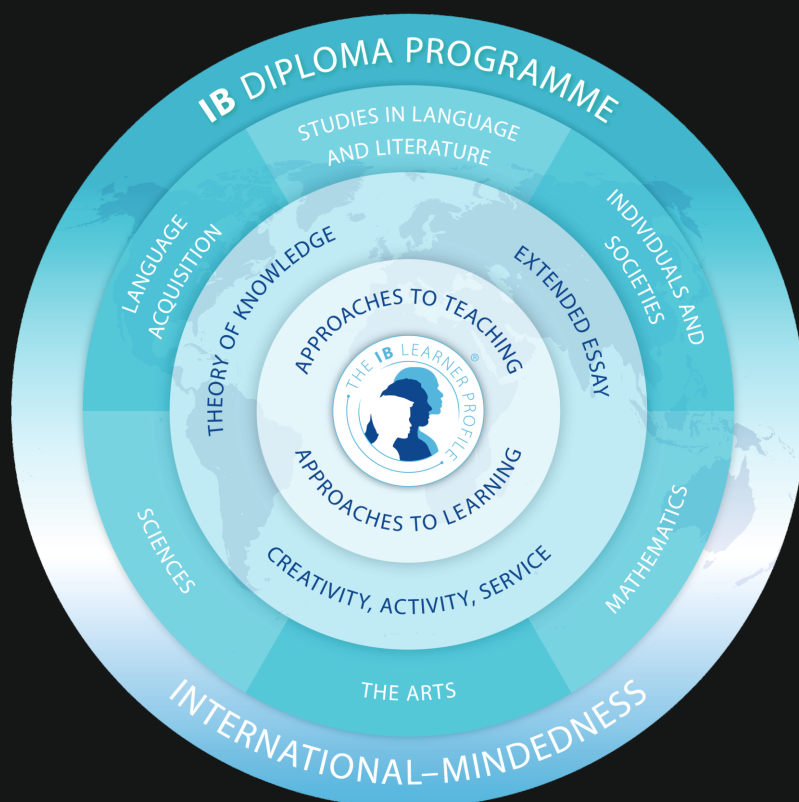 IB DIPLOMA PROGRAMME
STUDIES IN LANGUAGE
AND LITERATURE
LANGUAGE
ACQUISITION
INDIVIDUALS AND
SOCIETIES
THEORY OF KNOWLEDGE
EXTENDED ESSAY
APPROACHES TO TEACHING
THE IB LEARNER PROFILE ®
APPROACHES TO LEARNING
SCIENCES
MATHEMATICS
CREATIVITY, ACTIVITY, SERVICE
THE ARTS
INTERNATIONAL–MINDEDNESS